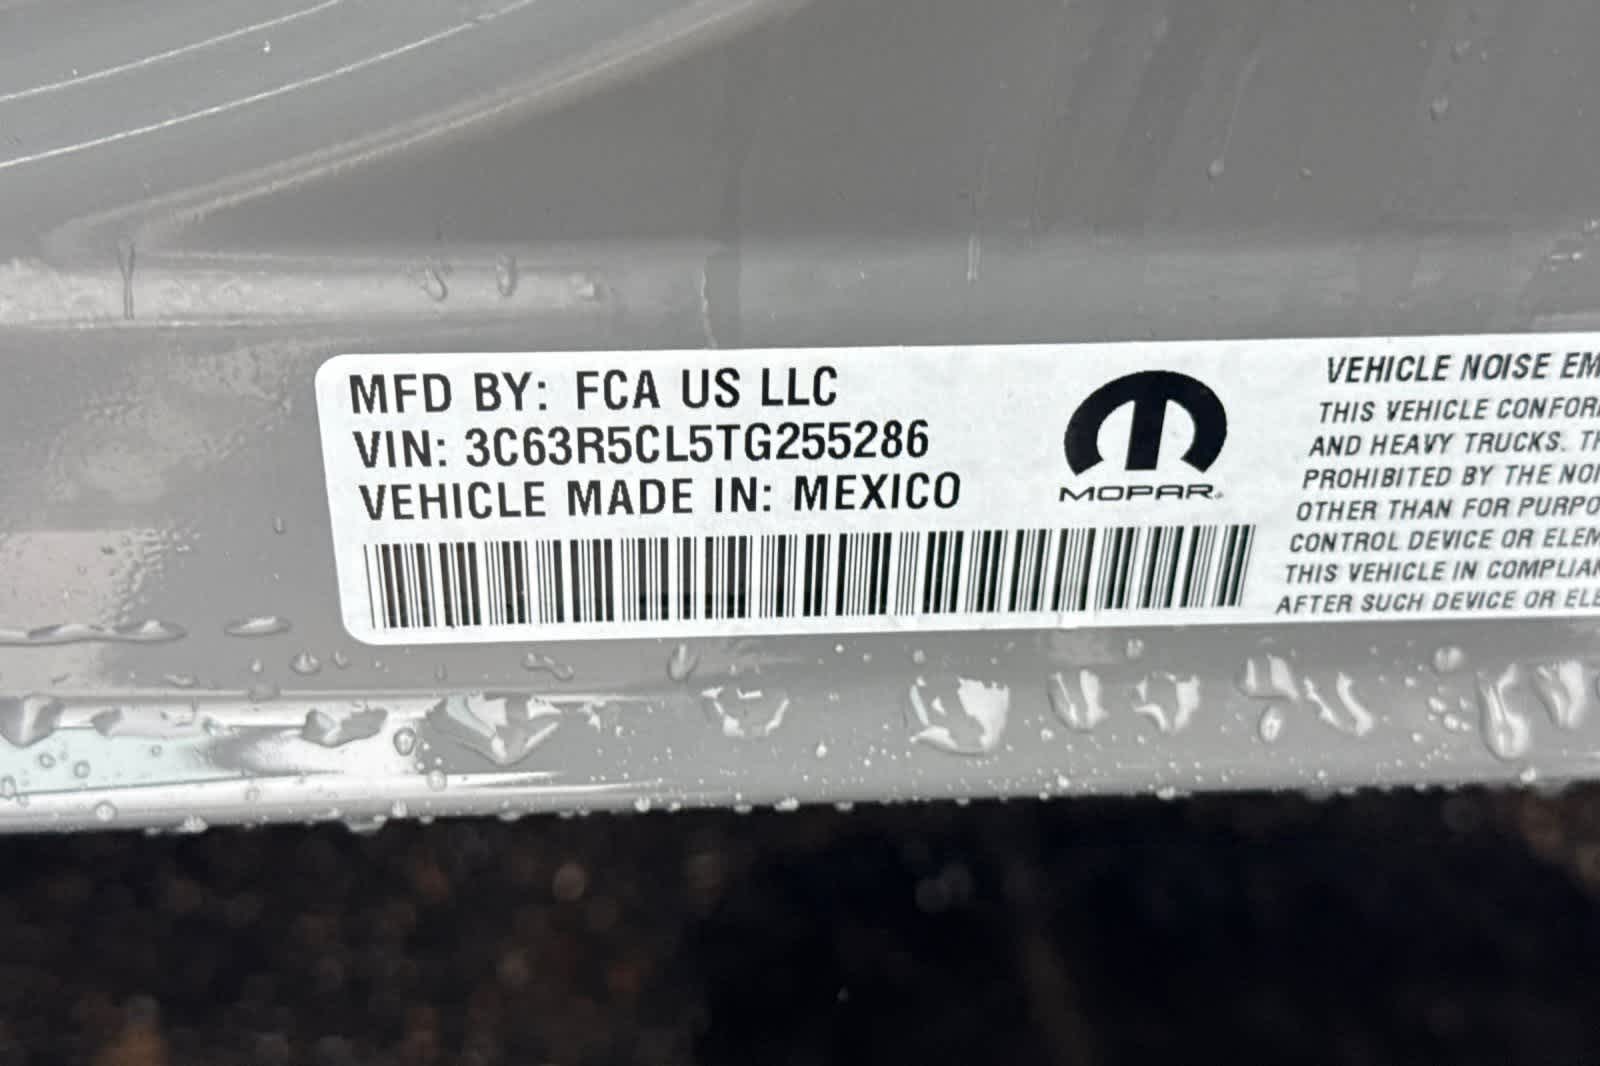 MFD BY: FCA US LLC
VIN: 3C63R5CL5TG255286
VEHICLE MADE IN: MEXICO
MOPAR
VEHICLE NOISE EM
THIS VEHICLE CONFOR
AND HEAVY TRUCKS. TH
PROHIBITED BY THE NOI
OTHER THAN FOR PURPO
CONTROL DEVICE OR ELEM
THIS VEHICLE IN COMPLIAN
AFTER SUCH DEVICE OR ELE